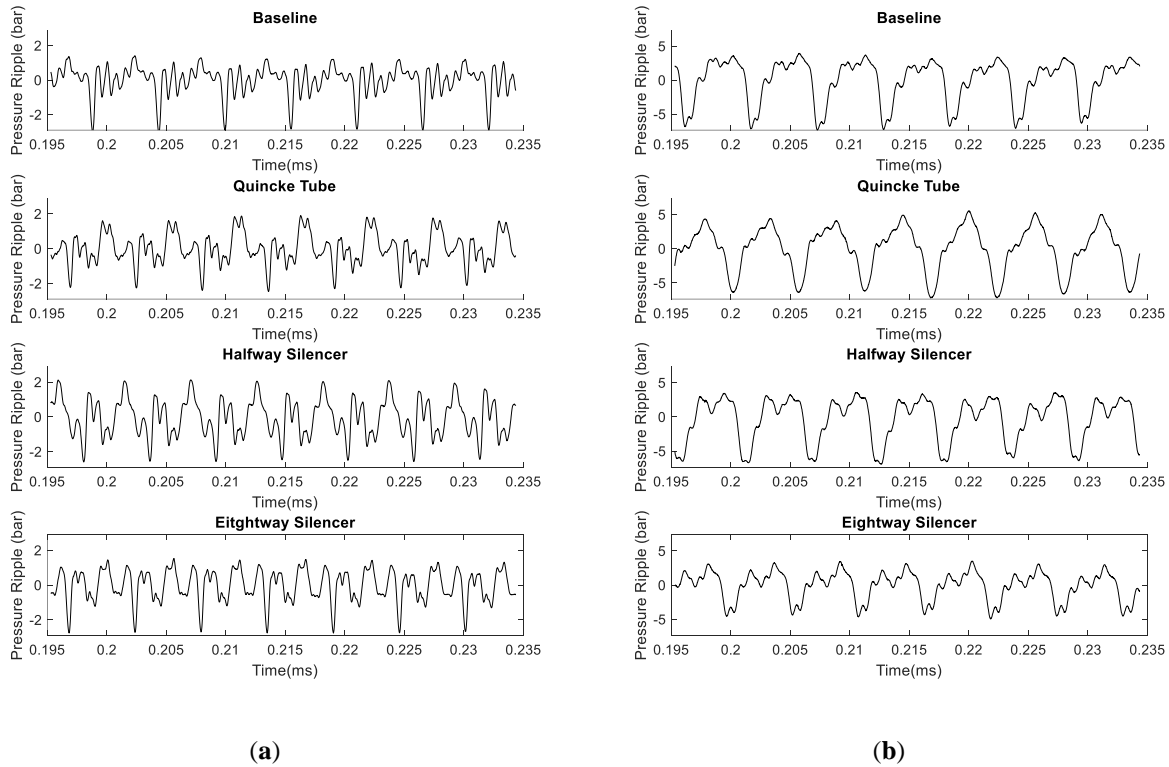 Baseline
Pressure Ripple (bar)
2
0
-2
0.195 0.2 0.205 0.21 0.215 0.22 0.225 0.23 0.235
Time(ms)
Quincke Tube
Pressure Ripple (bar)
2
0
-2
0.195 0.2 0.205 0.21 0.215 0.22 0.225 0.23 0.235
Time(ms)
Halfway Silencer
Pressure Ripple (bar)
2
0
-2
0.195 0.2 0.205 0.21 0.215 0.22 0.225 0.23 0.235
Time(ms)
Eitghtway Silencer
Pressure Ripple (bar)
2
0
-2
0.195 0.2 0.205 0.21 0.215 0.22 0.225 0.23 0.235
Time(ms)
(a)
Baseline
Pressure Ripple (bar)
5
0
-5
0.195 0.2 0.205 0.21 0.215 0.22 0.225 0.23 0.235
Time(ms)
Quincke Tube
Pressure Ripple (bar)
5
0
-5
0.195 0.2 0.205 0.21 0.215 0.22 0.225 0.23 0.235
Time(ms)
Halfway Silencer
Pressure Ripple (bar)
5
0
-5
0.195 0.2 0.205 0.21 0.215 0.22 0.225 0.23 0.235
Time(ms)
Eightway Silencer
Pressure Ripple (bar)
5
0
-5
0.195 0.2 0.205 0.21 0.215 0.22 0.225 0.23 0.235
Time(ms)
(b)